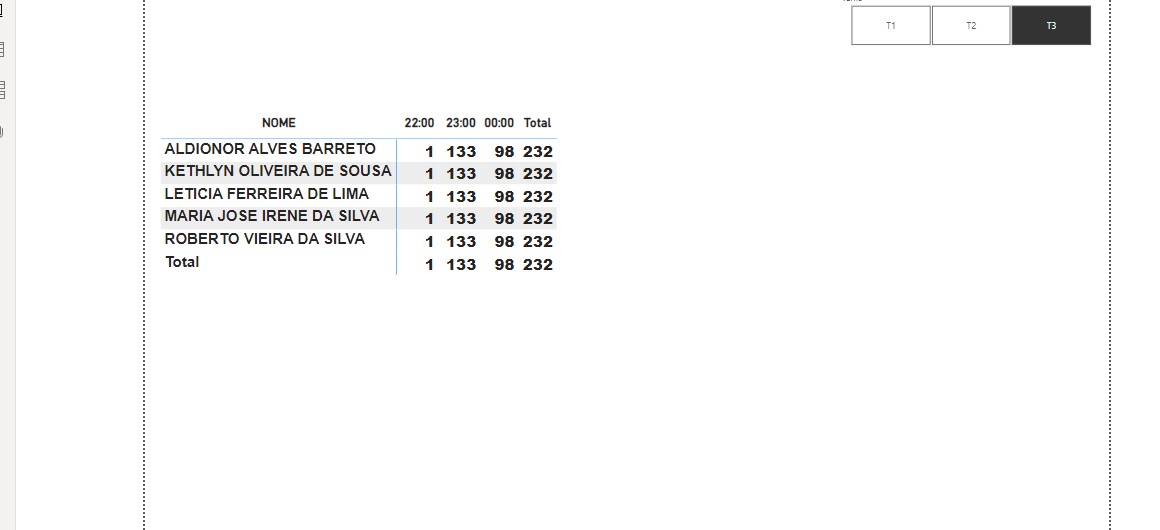 T1 T2 T3
NOME 22:00 23:00 00:00 Total
ALDIONOR ALVES BARRETO 1 133 98 232
KETHLYN OLIVEIRA DE SOUSA 1 133 98 232
LETICIA FERREIRA DE LIMA 1 133 98 232
MARIA JOSE IRENE DA SILVA 1 133 98 232
ROBERTO VIEIRA DA SILVA 1 133 98 232
Total 1 133 98 232